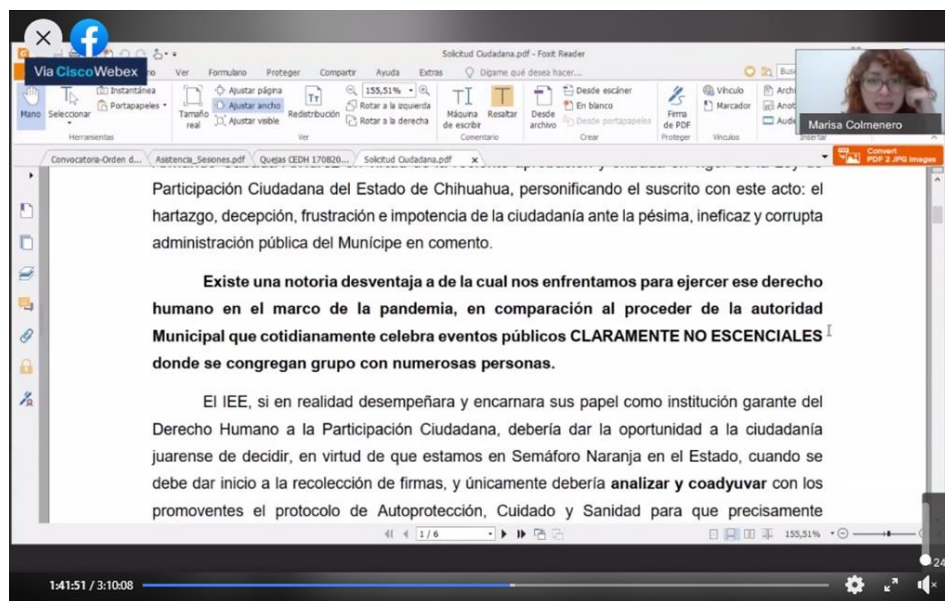 Solicitud Ciudadana.pdf - Foxit Reader
Via CiscoWebex
Ver Formulario Proteger Compartir Ayuda Extras Dígame qué desea hacer...
Mano
Seleccionar
Instantánea
Portapapeles
Herramientas
Tamaño real
Ajustar página
Ajustar ancho
Ajustar visible
Redistribución
155,51%
Rotar a la izquierda
Rotar a la derecha
Ver
Máquina de escribir
Resaltar
Comentario
Desde archivo
Desde escáner
En blanco
Desde portapapeles
Crear
Firma de PDF
Proteger
Vínculo
Marcador
Vínculos
Insertar
Marisa Colmenero
Convocatoria-Orden d...
Asistencia_Sesiones.pdf
Quejas CEDH 170820...
Solicitud Ciudadana.pdf
Convert
PDF 2 JPG Images
Participación Ciudadana del Estado de Chihuahua, personificando el suscrito con este acto: el
hartazgo, decepción, frustración e impotencia de la ciudadanía ante la pésima, ineficaz y corrupta
administración pública del Munícipe en comento.
Existe una notoria desventaja a de la cual nos enfrentamos para ejercer ese derecho
humano en el marco de la pandemia, en comparación al proceder de la autoridad
Municipal que cotidianamente celebra eventos públicos CLARAMENTE NO ESCENCIALES
donde se congregan grupo con numerosas personas.
El IEE, si en realidad desempeñara y encarnara sus papel como institución garante del
Derecho Humano a la Participación Ciudadana, debería dar la oportunidad a la ciudadanía
juarense de decidir, en virtud de que estamos en Semáforo Naranja en el Estado, cuando se
debe dar inicio a la recolección de firmas, y únicamente debería analizar y coadyuvar con los
promoventes el protocolo de Autoprotección, Cuidado y Sanidad para que precisamente
1 / 6
155,51%
24
1:41:51 / 3:10:08